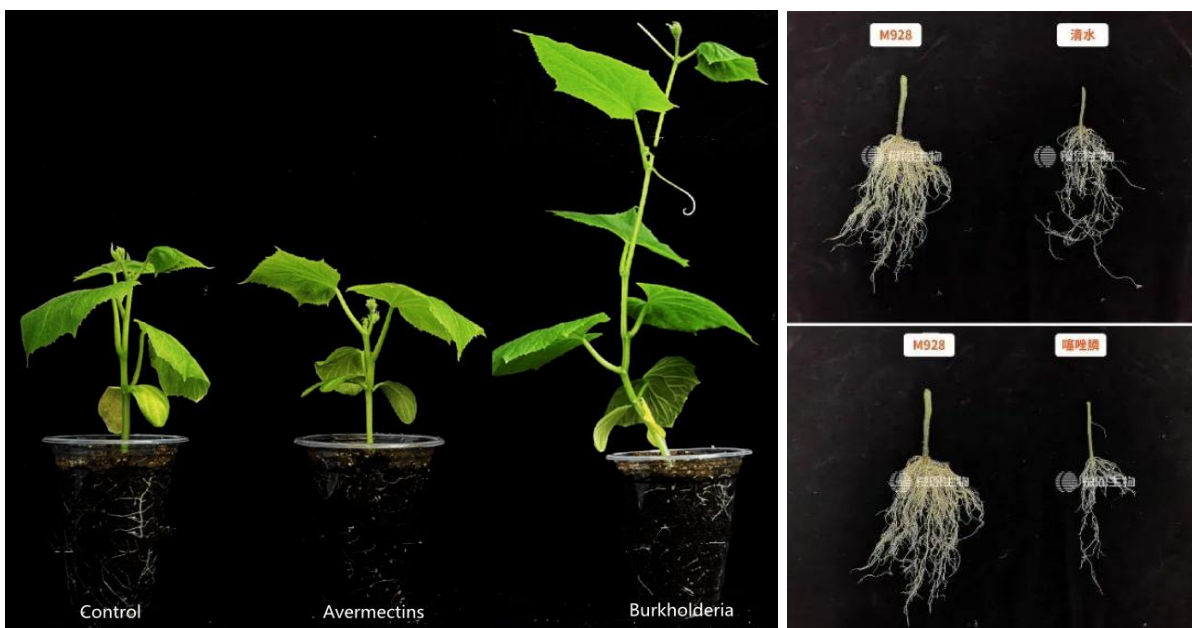 Control
Avermectins
Burkholderia
M928
清水
M928
噻唑膦